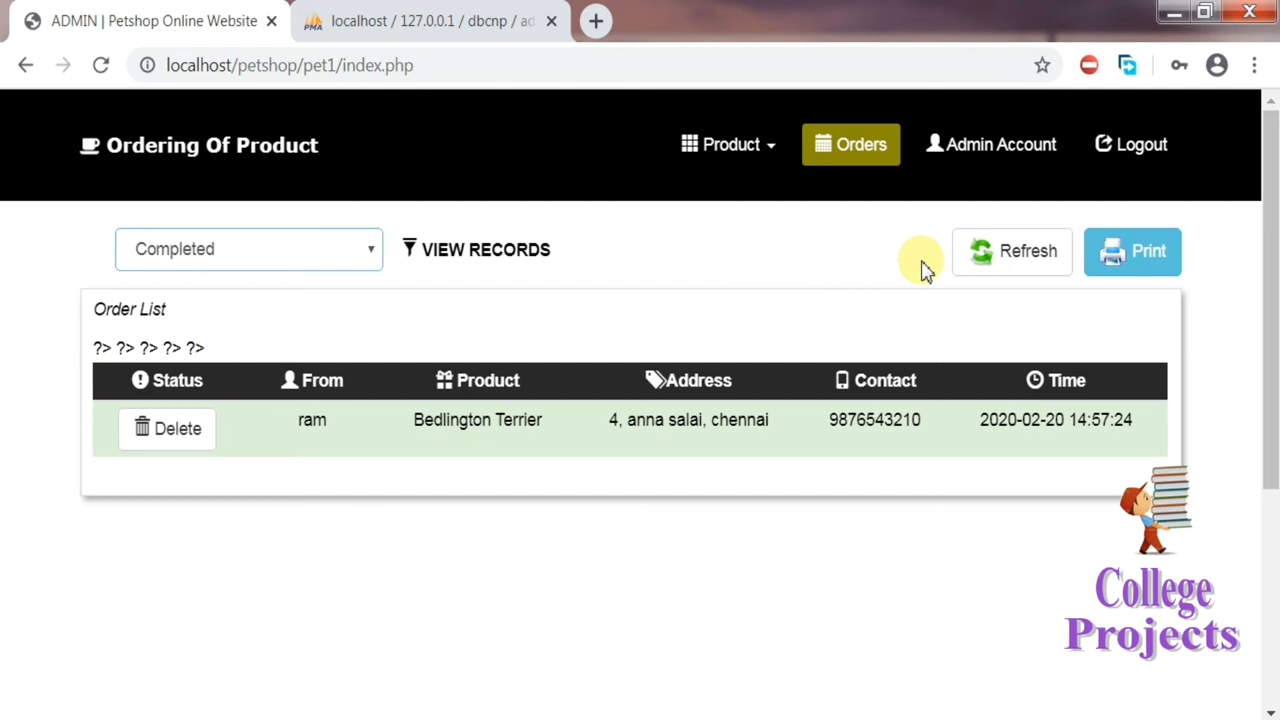 ADMIN | Petshop Online Website
localhost / 127.0.0.1 / dbcnp / ad
localhost/petshop/pet1/index.php
Ordering Of Product
Product
Orders
Admin Account
Logout
Completed
VIEW RECORDS
Refresh
Print
Order List
?> ?> ?> ?> ?>
Status From Product Address Contact Time
Delete ram Bedlington Terrier 4, anna salai, chennai 9876543210 2020-02-20 14:57:24
College
Projects